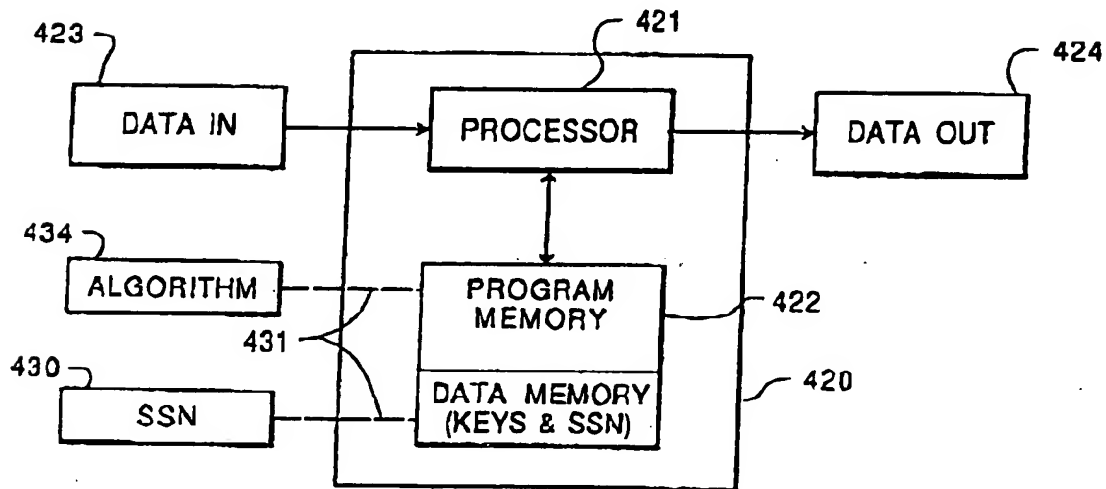 423
421
424
DATA IN
PROCESSOR
DATA OUT
434
ALGORITHM
PROGRAM
MEMORY
422
431
430
SSN
DATA MEMORY
(KEYS & SSN)
420